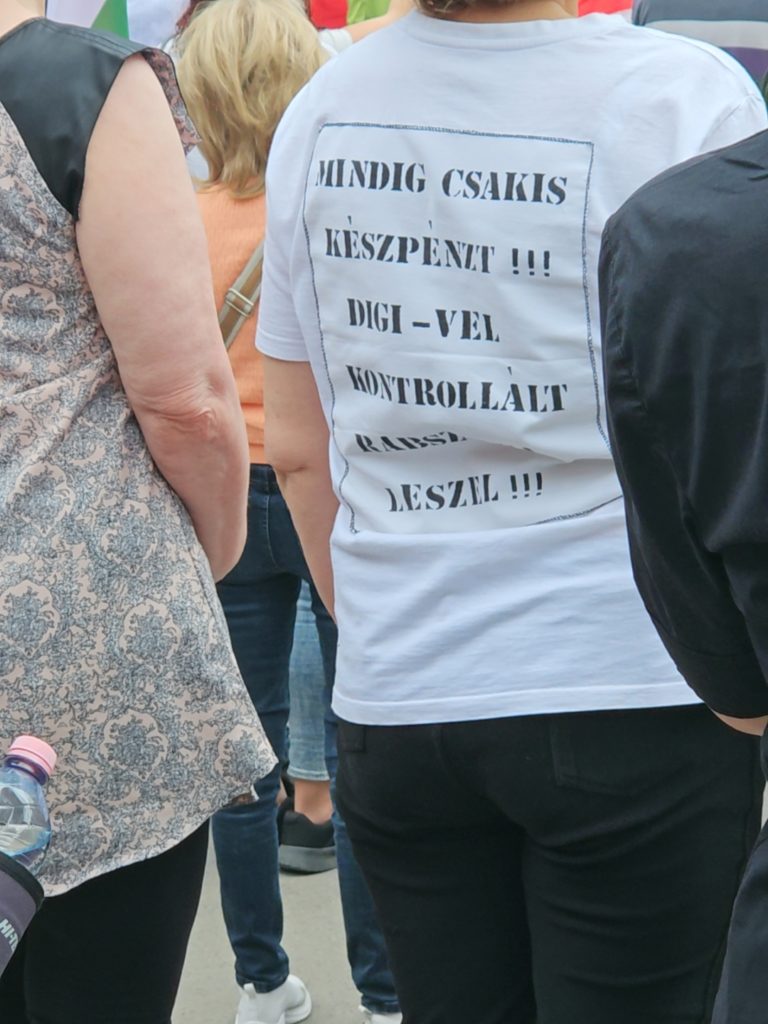 MINDIG CSAKIS
KÉSZPÉNZT !!!
DIGI – VEL
KONTROLLÁLT
LESZEL !!!